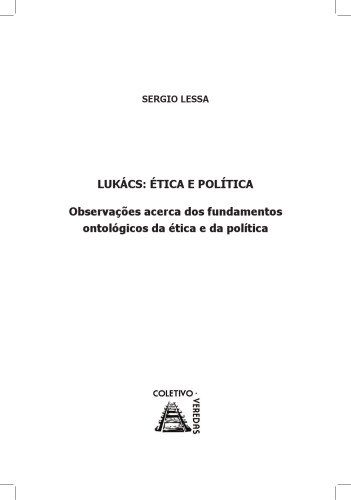 SERGIO LESSA
LUKÁCS: ÉTICA E POLÍTICA
Observações acerca dos fundamentos
ontológicos da ética e da política
COLETIVO ·
VEREDAS